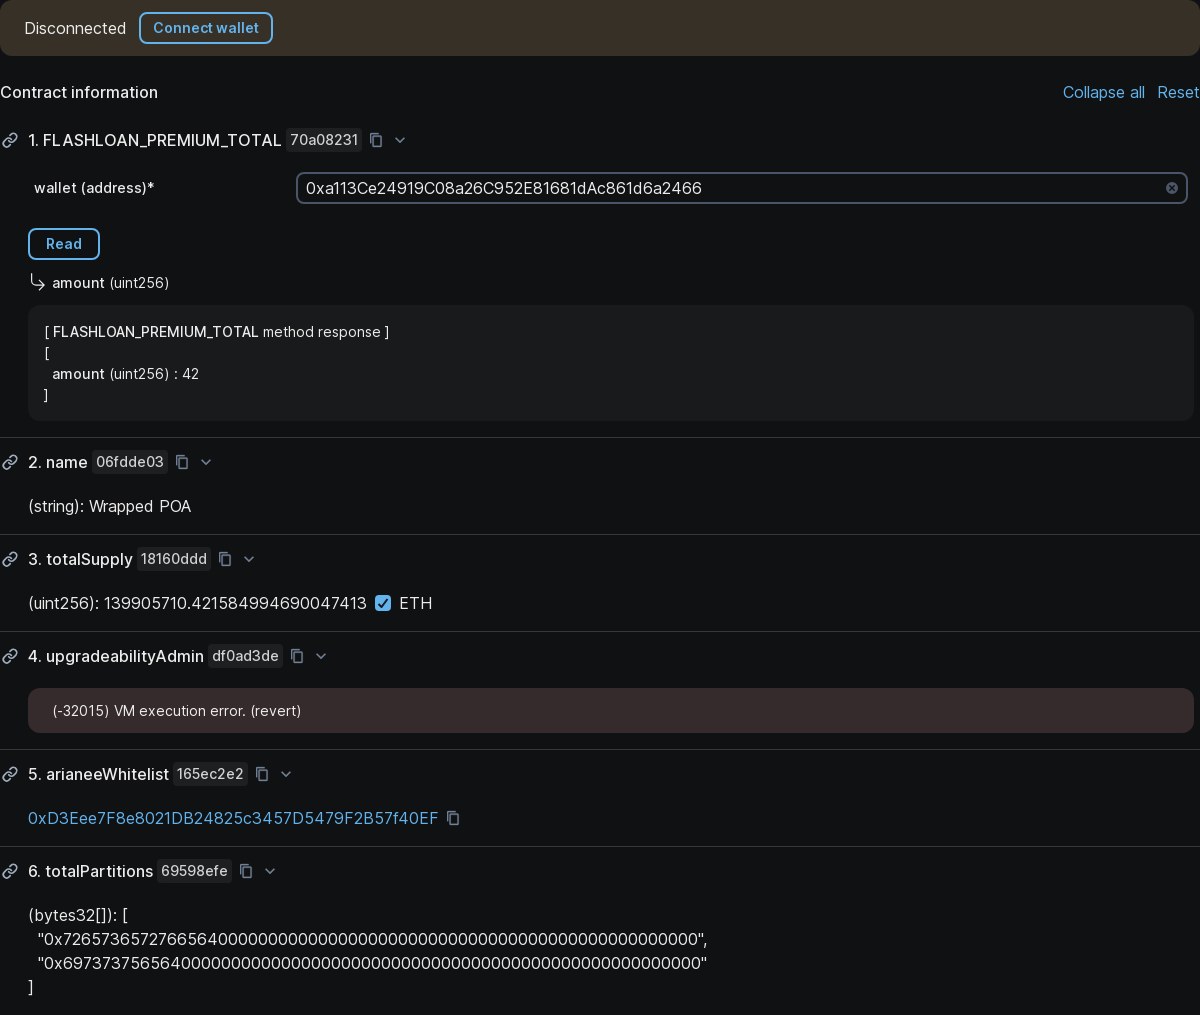 Disconnected Connect wallet
Contract information Collapse all Reset
1. FLASHLOAN_PREMIUM_TOTAL 70a08231
wallet (address)* 0xa113Ce24919C08a26C952E81681dAc861d6a2466
Read
amount (uint256)
[ FLASHLOAN_PREMIUM_TOTAL method response ]
[
amount (uint256) : 42
]
2. name 06fdde03
(string): Wrapped POA
3. totalSupply 18160ddd
(uint256): 139905710.421584994690047413 ETH
4. upgradeabilityAdmin df0ad3de
(-32015) VM execution error. (revert)
5. arianeeWhitelist 165ec2e2
0xD3Eee7F8e8021DB24825c3457D5479F2B57f40EF
6. totalPartitions 69598efe
(bytes32[]): [
"0x7265736572766564000000000000000000000000000000000000000000000000",
"0x6973737565640000000000000000000000000000000000000000000000000000"
]